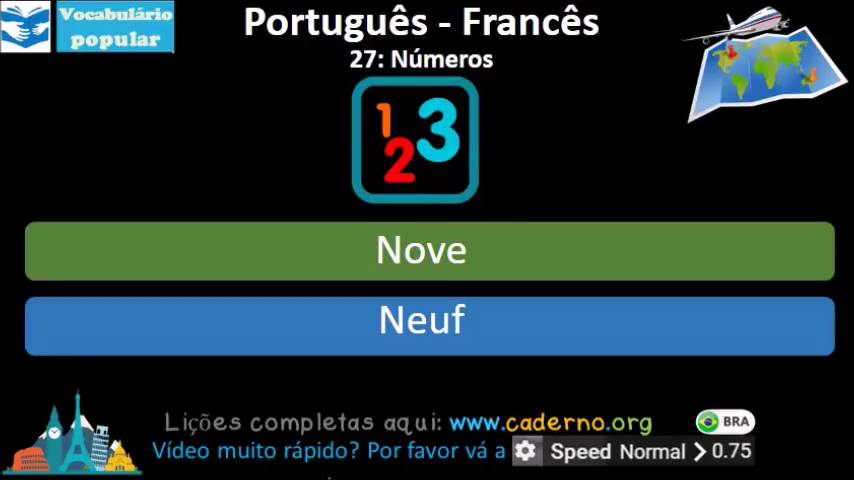 Vocabulário
popular
Português - Francês
27: Números
1 2 3
Nove
Neuf
Lições completas aqui: www.caderno.org BRA
Vídeo muito rápido? Por favor vá a Speed Normal > 0.75